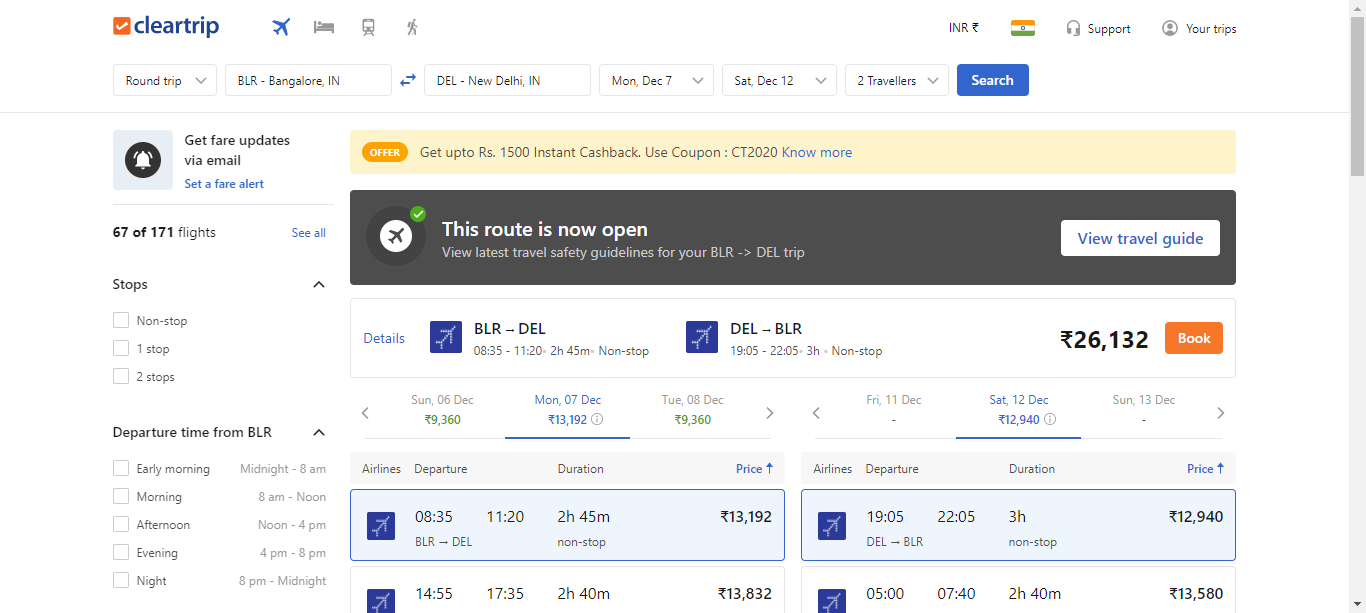 cleartrip
INR ₹
Support
Your trips
Round trip
BLR - Bangalore, IN
DEL - New Delhi, IN
Mon, Dec 7
Sat, Dec 12
2 Travellers
Search
Get fare updates
via email
Set a fare alert
67 of 171 flights
See all
Stops
Non-stop
1 stop
2 stops
Departure time from BLR
Early morning Midnight - 8 am
Morning 8 am - Noon
Afternoon Noon - 4 pm
Evening 4 pm - 8 pm
Night 8 pm - Midnight
OFFER Get upto Rs. 1500 Instant Cashback. Use Coupon : CT2020 Know more
This route is now open
View latest travel safety guidelines for your BLR -> DEL trip
View travel guide
Details
BLR → DEL
08:35 - 11:20• 2h 45m• Non-stop
DEL → BLR
19:05 - 22:05• 3h • Non-stop
₹26,132
Book
Sun, 06 Dec
₹9,360
Mon, 07 Dec
₹13,192
Tue, 08 Dec
₹9,360
Fri, 11 Dec
-
Sat, 12 Dec
₹12,940
Sun, 13 Dec
-
Airlines Departure Duration Price ↑
08:35 11:20 2h 45m ₹13,192
BLR → DEL non-stop
14:55 17:35 2h 40m ₹13,832
Airlines Departure Duration Price ↑
19:05 22:05 3h ₹12,940
DEL → BLR non-stop
05:00 07:40 2h 40m ₹13,580